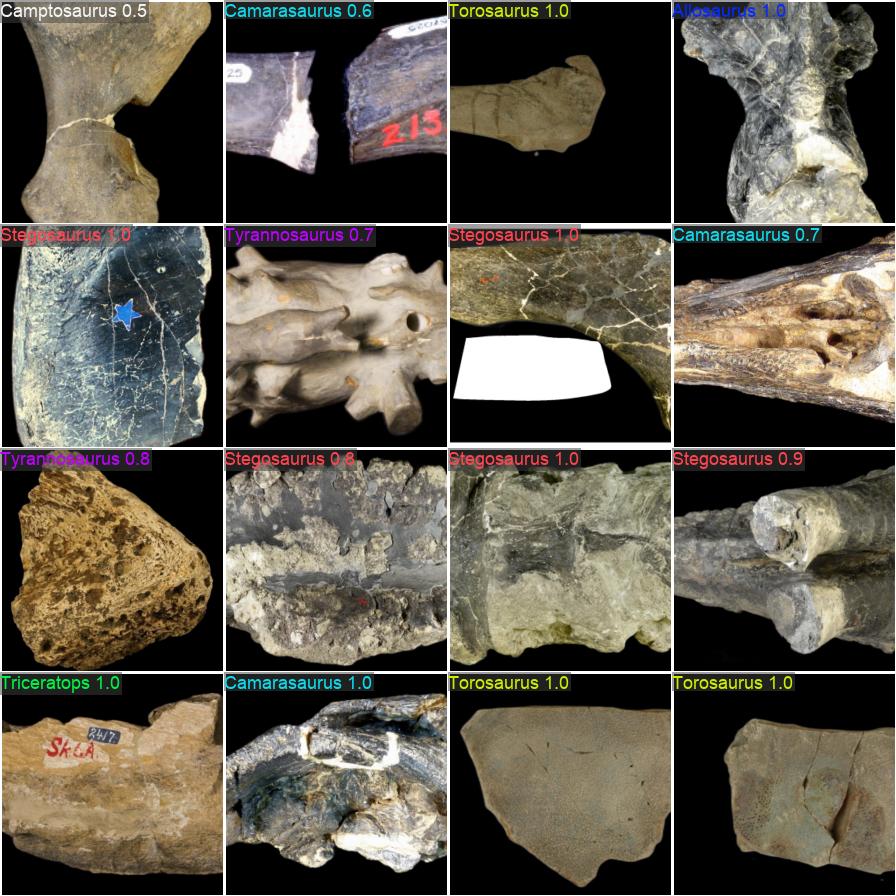 Camptosaurus 0.5
Camarasaurus 0.6
Torosaurus 1.0
Allosaurus 1.0
25
213
Stegosaurus 1.0
Tyrannosaurus 0.7
Stegosaurus 1.0
Camarasaurus 0.7
Tyrannosaurus 0.8
Stegosaurus 0.8
Stegosaurus 1.0
Stegosaurus 0.9
Triceratops 1.0
Camarasaurus 1.0
Torosaurus 1.0
Torosaurus 1.0
2417